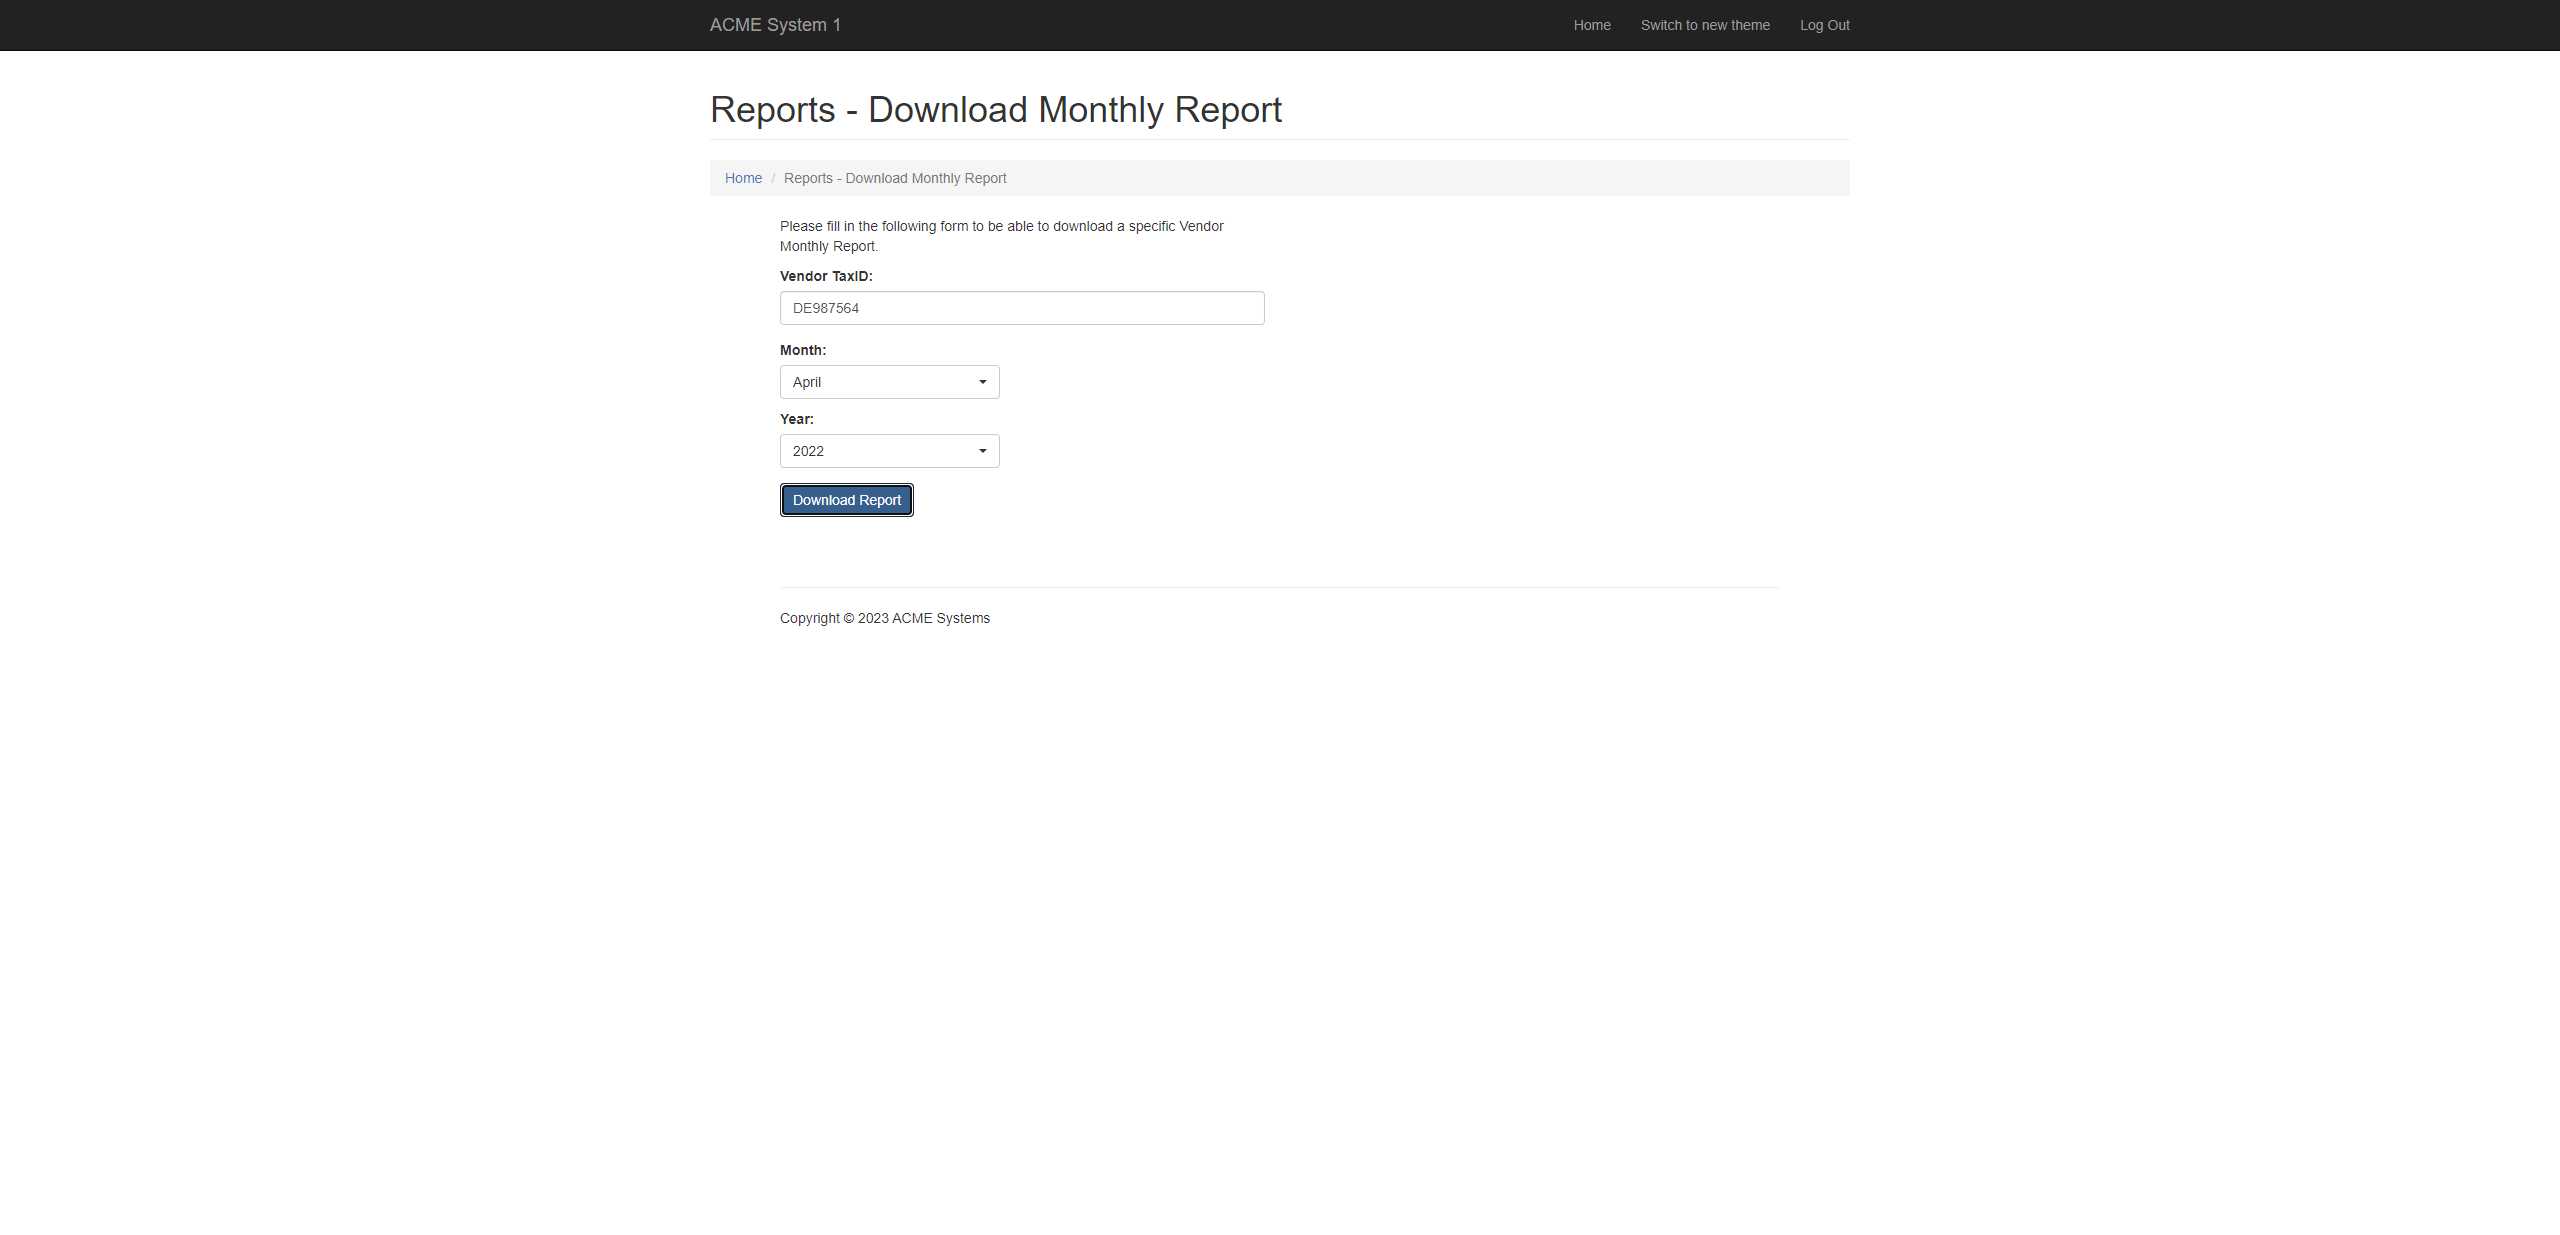 ACME System 1
Home
Switch to new theme
Log Out
Reports - Download Monthly Report
Home / Reports - Download Monthly Report
Please fill in the following form to be able to download a specific Vendor
Monthly Report.
Vendor TaxID:
DE987564
Month:
April
Year:
2022
Download Report
Copyright © 2023 ACME Systems